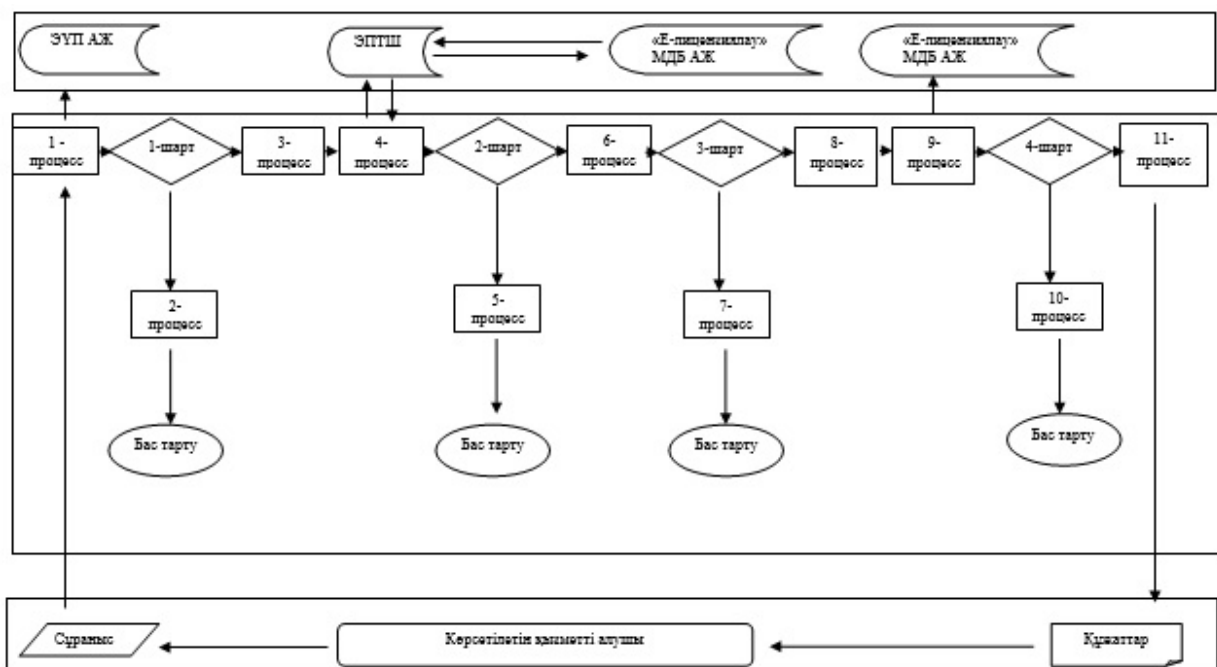 ЭҮП АЖ
ЭПТШ
«Е-лицензиялау»
МДБ АЖ
«Е-лицензиялау»
МДБ АЖ
1 -
процесс
1-шарт
3-
процесс
4-
процесс
2-шарт
6-
процесс
3-шарт
8-
процесс
9-
процесс
4-шарт
11-
процесс
2-
процесс
5-
процесс
7-
процесс
10-
процесс
Бас тарту
Бас тарту
Бас тарту
Бас тарту
Сұраныс
Көрсетілетін қызметті алушы
Құжаттар